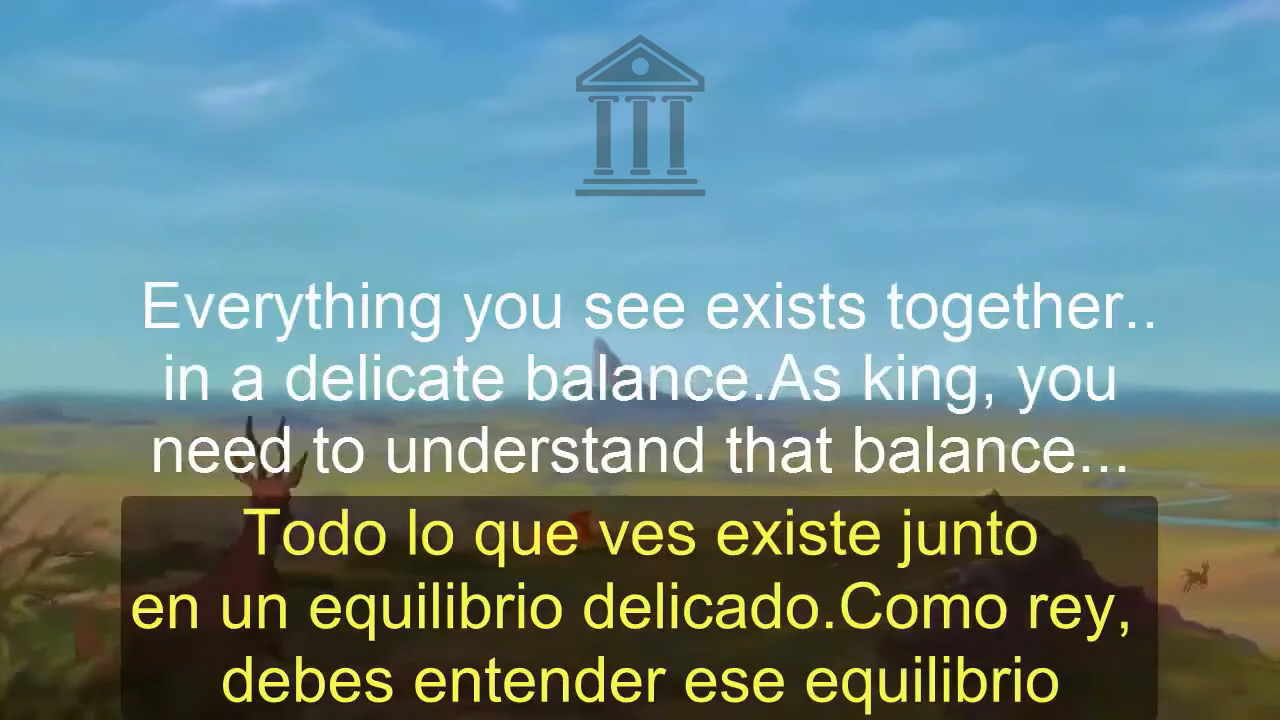 Everything you see exists together..
in a delicate balance.As king, you
need to understand that balance...
Todo lo que ves existe junto
en un equilibrio delicado.Como rey,
debes entender ese equilibrio